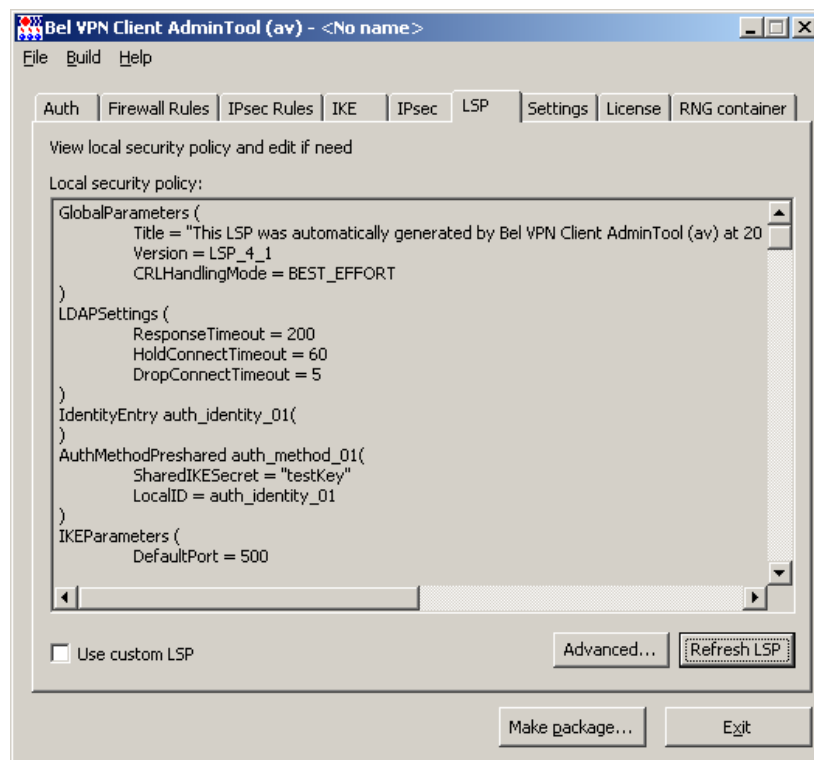 Bel VPN Client AdminTool (av) - <No name>
File Build Help
Auth Firewall Rules IPsec Rules IKE IPsec LSP Settings License RNG container
View local security policy and edit if need
Local security policy:
GlobalParameters (
Title = "This LSP was automatically generated by Bel VPN Client AdminTool (av) at 20
Version = LSP_4_1
CRLHandlingMode = BEST_EFFORT
)
LDAPSettings (
ResponseTimeout = 200
HoldConnectTimeout = 60
DropConnectTimeout = 5
)
IdentityEntry auth_identity_01(
)
AuthMethodPreshared auth_method_01(
SharedIKESecret = "testKey"
LocalID = auth_identity_01
)
IKEParameters (
DefaultPort = 500
Use custom LSP
Advanced... Refresh LSP
Make package... Exit